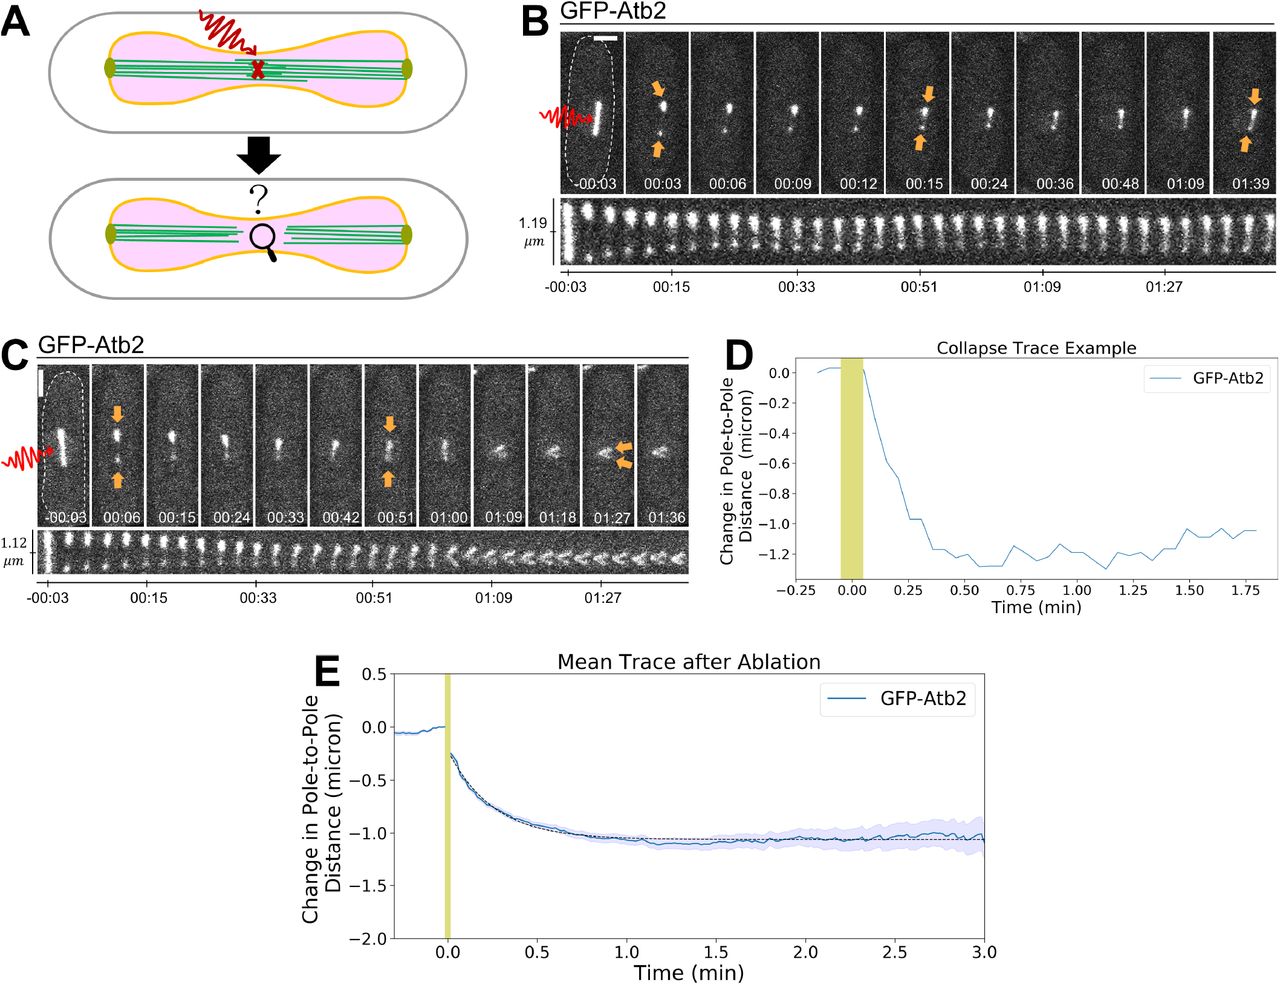 A
?
B
GFP-Atb2
-00:03 00:03 00:06 00:09 00:12 00:15 00:24 00:36 00:48 01:09 01:39
1.19
μm
-00:03 00:15 00:33 00:51 01:09 01:27
C
GFP-Atb2
-00:03 00:06 00:15 00:24 00:33 00:42 00:51 01:00 01:09 01:18 01:27 01:36
1.12
μm
-00:03 00:15 00:33 00:51 01:09 01:27
D
Collapse Trace Example
GFP-Atb2
Change in Pole-to-Pole
Distance (micron)
0.0
−0.2
−0.4
−0.6
−0.8
−1.0
−1.2
−0.25 0.00 0.25 0.50 0.75 1.00 1.25 1.50 1.75
Time (min)
E
Mean Trace after Ablation
GFP-Atb2
Change in Pole-to-Pole
Distance (micron)
0.5
0.0
−0.5
−1.0
−1.5
−2.0
0.0 0.5 1.0 1.5 2.0 2.5 3.0
Time (min)